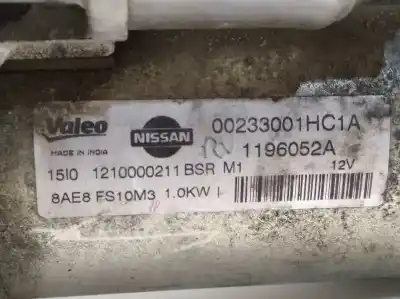 Valeo
MADE IN INDIA
NISSAN
00233001HC1A
1196052A
15I0 1210000211 BSR M1 12V
8AE8 FS10M3 1.0KW I